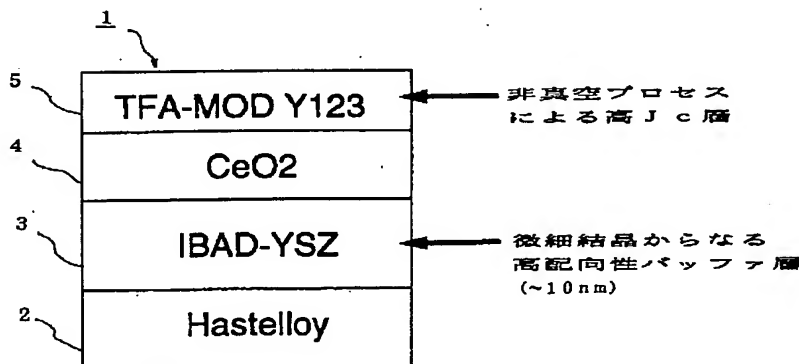 1
5
TFA-MOD Y123
非真空プロセス
による高Jc層
4
CeO2
3
IBAD-YSZ
微細結品からなる
高配向性バッファ層
(~10nm)
2
Hastelloy